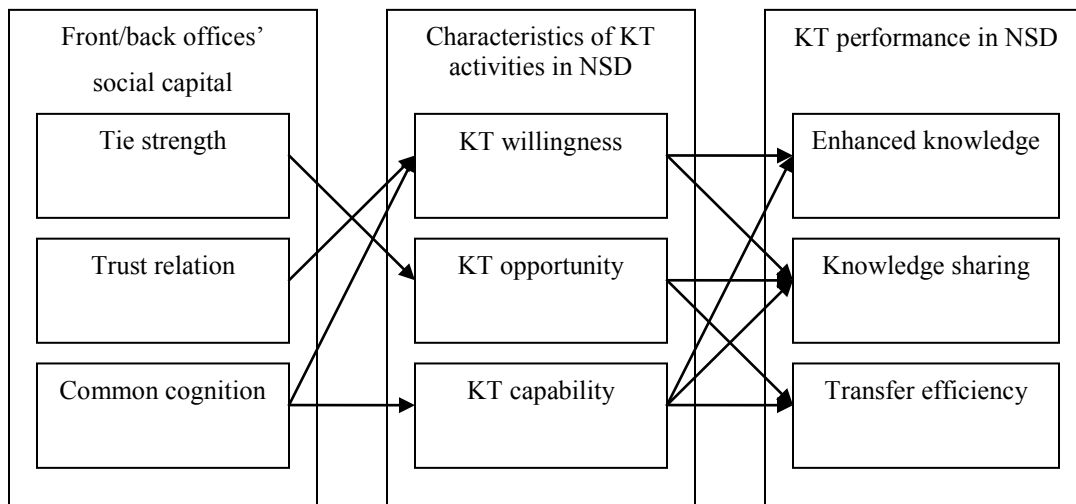 Front/back offices’
social capital
Tie strength
Trust relation
Common cognition
Characteristics of KT
activities in NSD
KT willingness
KT opportunity
KT capability
KT performance in NSD
Enhanced knowledge
Knowledge sharing
Transfer efficiency